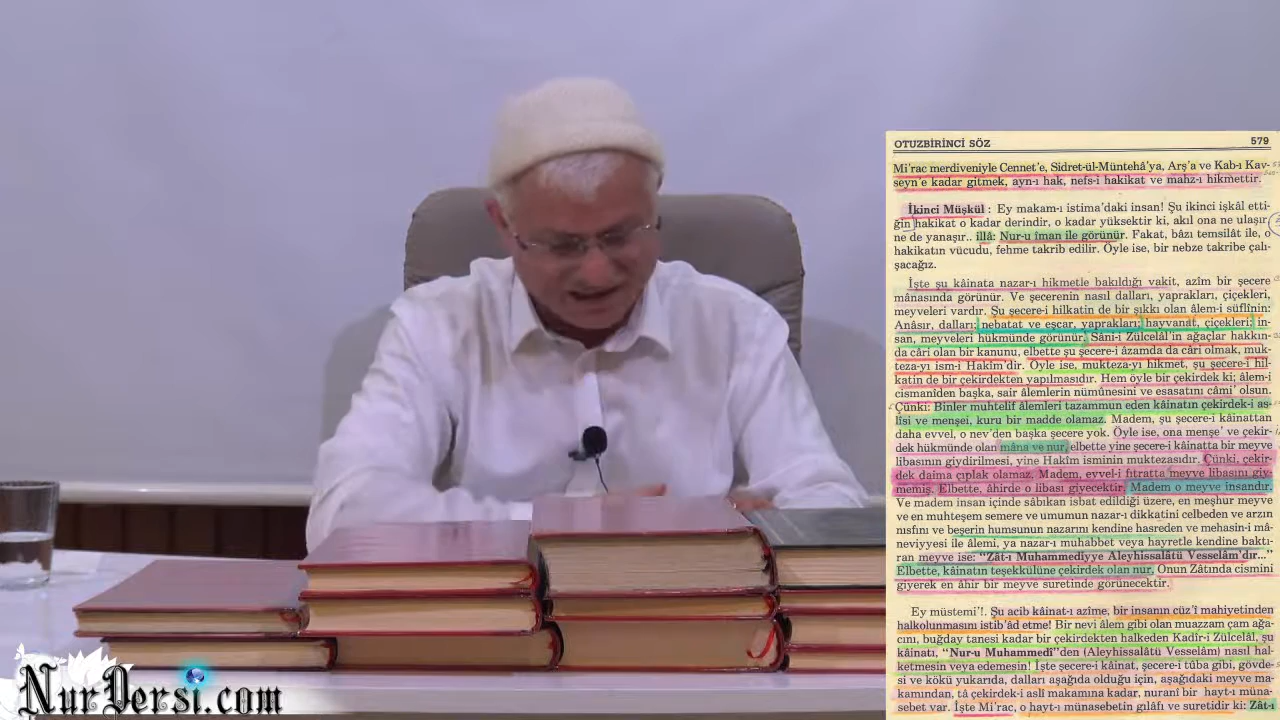 OTUZBİRİNCİ SÖZ 579
Mi'rac merdiveniyle Cennet'e, Sidret-ül-Müntehâ'ya, Arş'a ve Kab-ı Kav-
seyn'e kadar gitmek, ayn-ı hak, nefs-i hakikat ve mahz-ı hikmettir.
İkinci Müşkül : Ey makam-ı istima'daki insan! Şu ikinci işkâl etti-
ğin hakikat o kadar derindir, o kadar yüksektir ki, akıl ona ne ulaşır
ne de yanaşır.. illâ: Nur-u îman ile görünür. Fakat, bâzı temsilât ile, o
hakikatın vücudu, fehme takrib edilir. Öyle ise, bir nebze takribe çalı-
şacağız.
İşte şu kâinata nazar-ı hikmetle bakıldığı vakit, azîm bir şecere
mânasında görünür. Ve şecerenin nasıl dalları, yaprakları, çiçekleri,
meyveleri vardır. Şu şecere-i hilkatin de bir şıkkı olan âlem-i süflînin:
Anâsır, dalları; nebatat ve eşcar, yaprakları; hayvanât, çiçekleri; in-
san, meyveleri hükmünde görünür. Sâni-i Zülcelâl'in ağaçlar hakkın-
da câri olan bir kanunu, elbette şu şecere-i âzamda da câri olmak, muk-
teza-yı ism-i Hakîm'dir. Öyle ise, mukteza-yı hikmet, şu şecere-i hil-
katin de bir çekirdekten yapılmasıdır. Hem öyle bir çekirdek ki, âlem-i
cismanîden başka, sair âlemlerin nümûnesini ve esasatını câmi' olsun.
Çünki: Binler muhtelif âlemleri tazammun eden kâinatın çekirdek-i as-
lîsi ve menşei, kuru bir madde olamaz. Madem, şu şecere-i kâinattan
daha evvel, o nev'den başka şecere yok. Öyle ise, ona menşe' ve çekir-
dek hükmünde olan mâna ve nur, elbette yine şecere-i kâinatta bir meyve
libasının giydirilmesi, yine Hakîm isminin muktezasıdır. Çünki, çekir-
dek daima çıplak olamaz. Madem, evvel-i fıtratta meyve libasını giy-
memiş. Elbette, âhirde o libası giyecektir. Madem o meyve insandır.
Ve madem insan içinde sâbıkan isbat edildiği üzere, en meşhur meyve
ve en muhteşem semere ve umumun nazar-ı dikkatini celbeden ve arzın
nısfını ve beşerin humsunun nazarını kendine hasreden ve mehasin-i mâ-
neviyyesi ile âlemi, ya nazar-ı muhabbet veya hayretle kendine baktı-
ran meyve ise: "Zât-ı Muhammediyye Aleyhissalâtü Vesselâm'dır..."
Elbette, kâinatın teşekkülüne çekirdek olan nur, Onun Zâtında cismini
giyerek en âhir bir meyve suretinde görünecektir.
Ey müstemi'!. Şu acib kâinat-ı azîme, bir insanın cüz'î mahiyetinden
halkolunmasını istib'âd etme! Bir nevi âlem gibi olan muazzam çam ağa-
cını, buğday tanesi kadar bir çekirdekten halkeden Kadîr-i Zülcelâl, şu
kâinatı, "Nur-u Muhammedî"den (Aleyhissalâtü Vesselâm) nasıl hal-
ketmesin veya edemesin! İşte şecere-i kâinat, şecere-i tûba gibi, gövde-
si ve kökü yukarıda, dalları aşağıda olduğu için, aşağıdaki meyve ma-
kamından, tâ çekirdek-i aslî makamına kadar, nuranî bir hayt-ı müna-
sebet var. İşte Mi'rac, o hayt-ı münasebetin gılâfı ve suretidir ki: Zât-ı
NurDersi.com